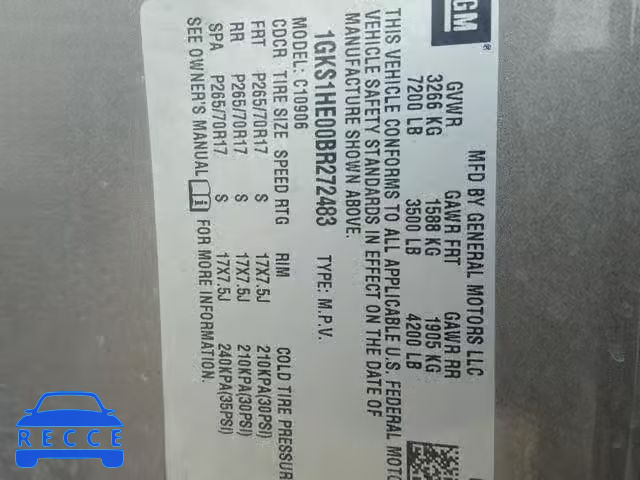 GM®
MFD BY GENERAL MOTORS LLC
GVWR GAWR FRT GAWR RR
3266 KG 1588 KG 1905 KG
7200 LB 3500 LB 4200 LB
THIS VEHICLE CONFORMS TO ALL APPLICABLE U.S. FEDERAL
VEHICLE SAFETY STANDARDS IN EFFECT ON THE DATE OF
MANUFACTURE SHOWN ABOVE.
1GKS1HE00BR272483 TYPE: M.P.V.
MODEL: C10906
CDCR TIRE SIZE SPEED RTG RIM COLD TIRE PRESSUR
FRT P265/70R17 S 17X7.5J 210KPA(30PSI)
RR P265/70R17 S 17X7.5J 210KPA(30PSI)
SPA P265/70R17 S 17X7.5J 240KPA(35PSI)
SEE OWNER'S MANUAL i FOR MORE INFORMATION.
RECCE